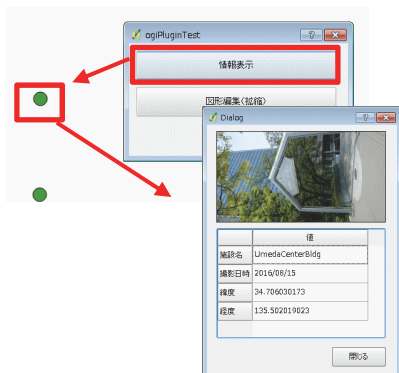 ogiPluginTest
情報表示
図形編集(拡縮)
Dialog
値
施設名 UmedaCenterBldg
撮影日時 2016/08/15
緯度 34.706030173
経度 135.502019023
閉じる